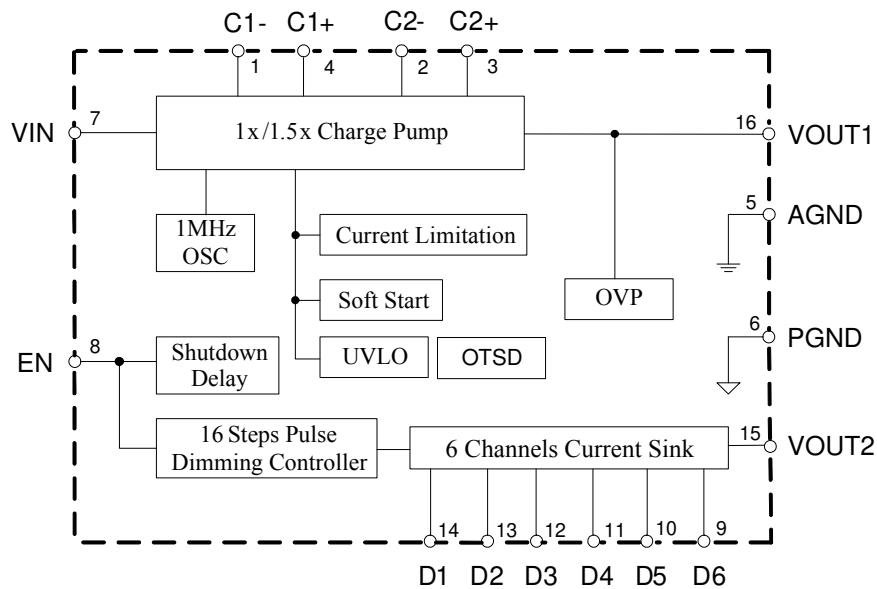 C1- C1+ C2- C2+
1 4 2 3
VIN 7 1x/1.5x Charge Pump 16 VOUT1
5 AGND
1MHz
OSC
Current Limitation
Soft Start
OVP
6 PGND
EN 8 Shutdown
Delay
UVLO OTSD
16 Steps Pulse
Dimming Controller
6 Channels Current Sink 15 VOUT2
14 13 12 11 10 9
D1 D2 D3 D4 D5 D6